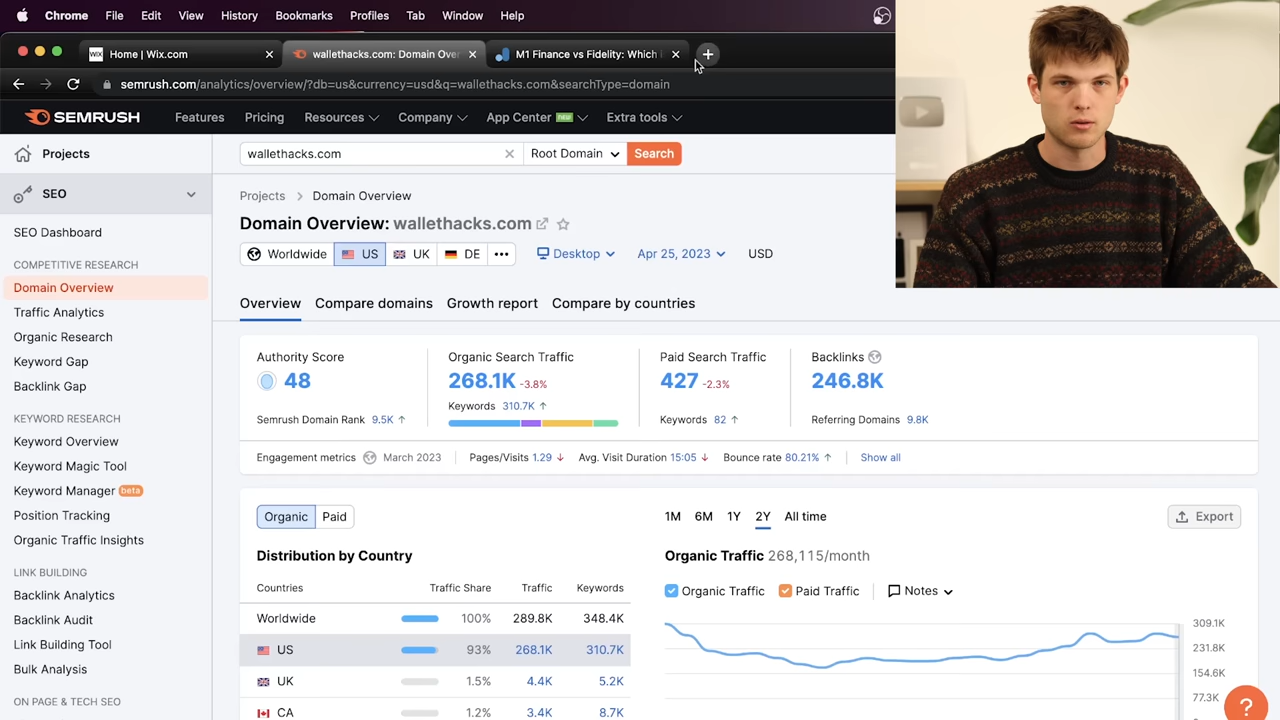 Chrome File Edit View History Bookmarks Profiles Tab Window Help
WIX Home | Wix.com wallethacks.com: Domain Over M1 Finance vs Fidelity: Which
semrush.com/analytics/overview/?db=us&currency=usd&q=wallethacks.com&searchType=domain
SEMRUSH Features Pricing Resources Company App Center NEW Extra tools
Projects
wallethacks.com Root Domain Search
SEO
Projects > Domain Overview
Domain Overview: wallethacks.com
SEO Dashboard
Worldwide US UK DE ••• Desktop Apr 25, 2023 USD
COMPETITIVE RESEARCH
Domain Overview
Traffic Analytics
Organic Research
Keyword Gap
Backlink Gap
Overview Compare domains Growth report Compare by countries
Authority Score Organic Search Traffic Paid Search Traffic Backlinks
48 268.1K -3.8% 427 -2.3% 246.8K
Keywords 310.7K ↑
Semrush Domain Rank 9.5K ↑ Keywords 82 ↑ Referring Domains 9.8K
KEYWORD RESEARCH
Keyword Overview
Keyword Magic Tool
Keyword Manager beta
Position Tracking
Organic Traffic Insights
Engagement metrics March 2023 Pages/Visits 1.29 ↓ Avg. Visit Duration 15:05 ↓ Bounce rate 80.21% ↑ Show all
Organic Paid
1M 6M 1Y 2Y All time Export
LINK BUILDING
Backlink Analytics
Backlink Audit
Link Building Tool
Bulk Analysis
ON PAGE & TECH SEO
Distribution by Country
Countries Traffic Share Traffic Keywords
Worldwide 100% 289.8K 348.4K
US 93% 268.1K 310.7K
UK 1.5% 4.4K 5.2K
CA 1.2% 3.4K 8.7K
Organic Traffic 268,115/month
Organic Traffic Paid Traffic Notes
309.1K
231.8K
154.6K
77.3K
?